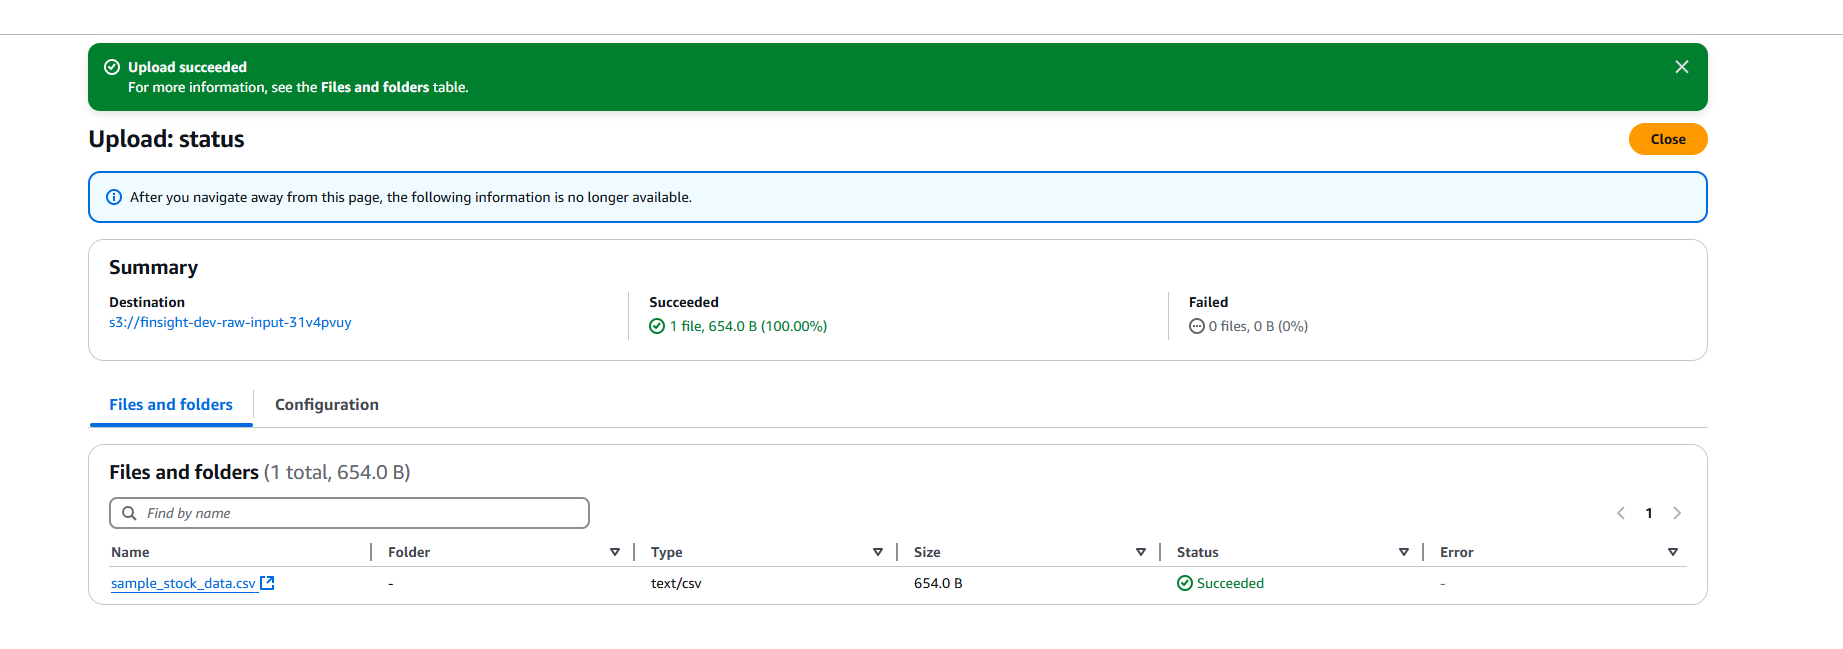 Upload succeeded
For more information, see the Files and folders table.
Upload: status
Close
After you navigate away from this page, the following information is no longer available.
Summary
Destination
s3://finsight-dev-raw-input-31v4pvuy
Succeeded
1 file, 654.0 B (100.00%)
Failed
0 files, 0 B (0%)
Files and folders
Configuration
Files and folders (1 total, 654.0 B)
Find by name
1
Name Folder Type Size Status Error
sample_stock_data.csv - text/csv 654.0 B Succeeded -